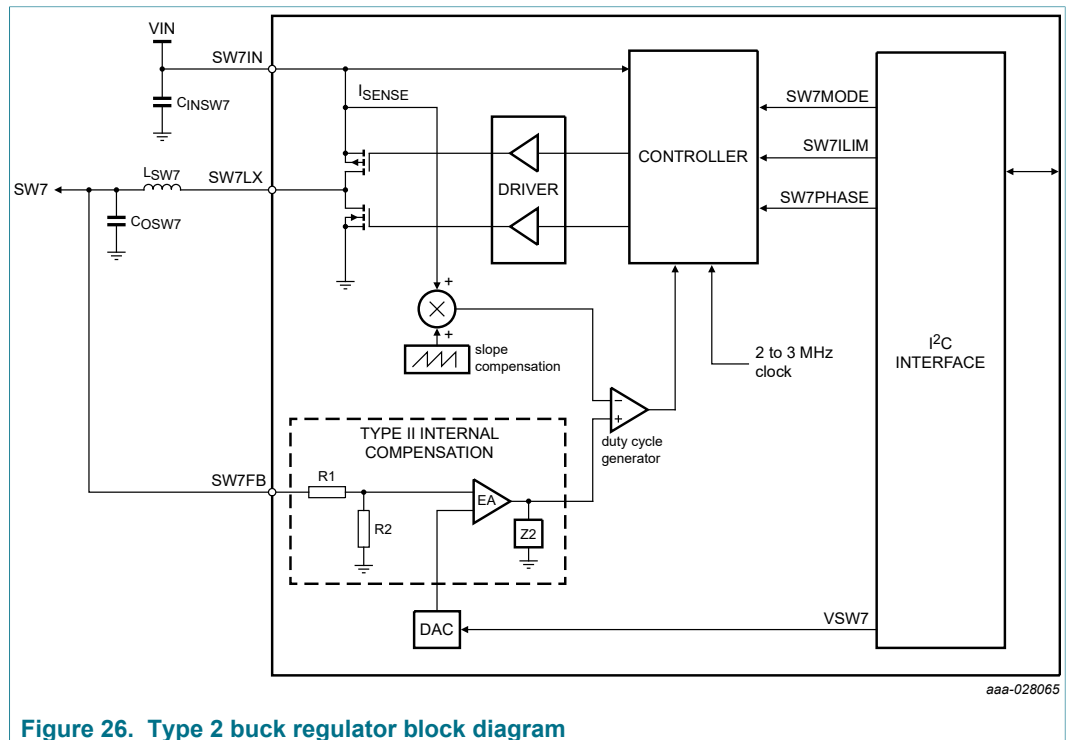 VIN
SW7IN
CINSW7
ISENSE
SW7MODE
CONTROLLER
SW7ILIM
DRIVER
SW7PHASE
LSW7
SW7LX
SW7
COSW7
+
+
slope
compensation
2 to 3 MHz
clock
I2C
INTERFACE
−
+
duty cycle
generator
TYPE II INTERNAL
COMPENSATION
SW7FB
R1
R2
EA
Z2
DAC
VSW7
aaa-028065
Figure 26. Type 2 buck regulator block diagram